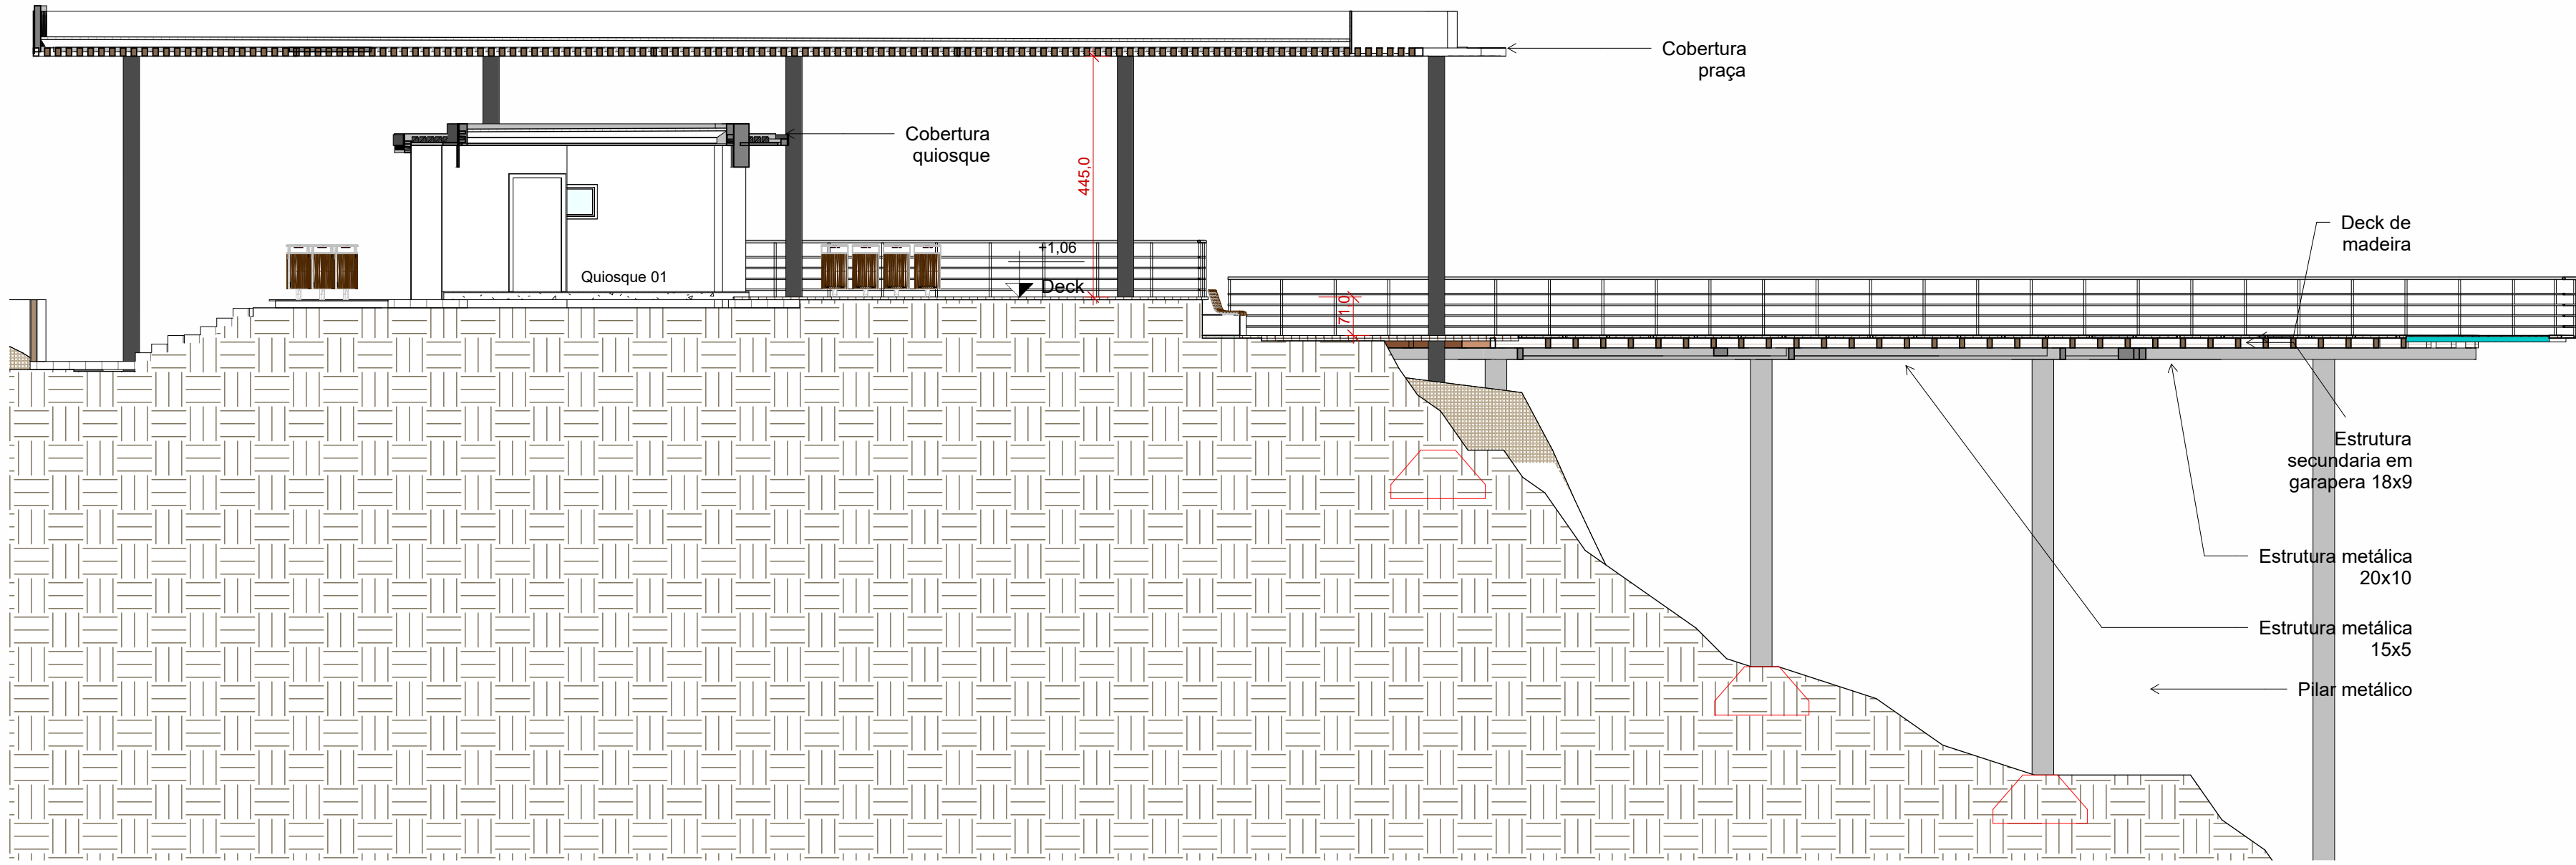 Cobertura
praça
Cobertura
quiosque
445,0
Deck de
madeira
+1,06
Quiosque 01
Deck
71,0
Estrutura
secundaria em
garapera 18x9
Estrutura metálica
20x10
Estrutura metálica
15x5
Pilar metálico